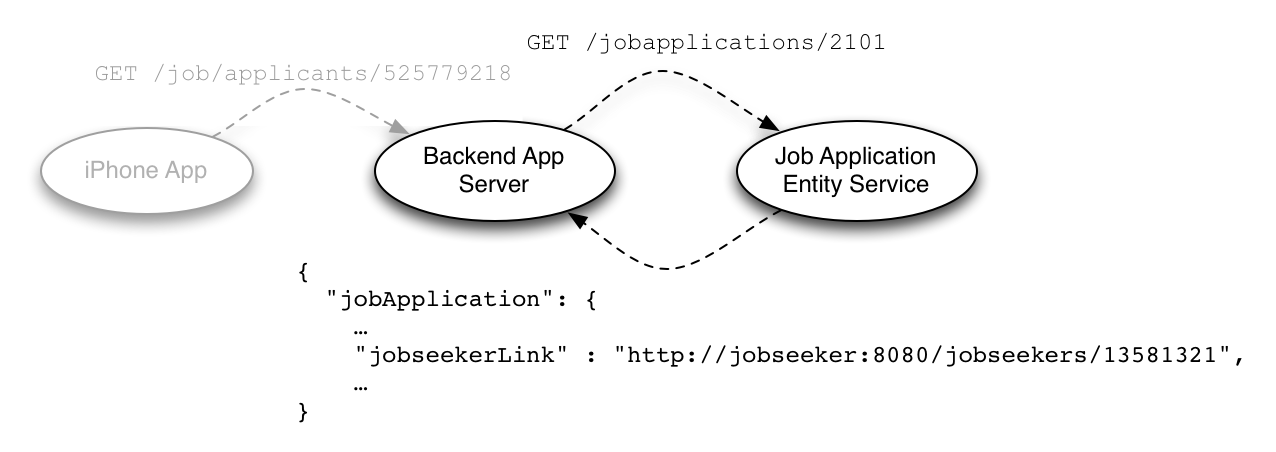 GET /jobapplications/2101
GET /job/applicants/525779218
iPhone App
Backend App
Server
Job Application
Entity Service
{
"jobApplication": {
…
"jobseekerLink" : "http://jobseeker:8080/jobseekers/13581321",
…
}